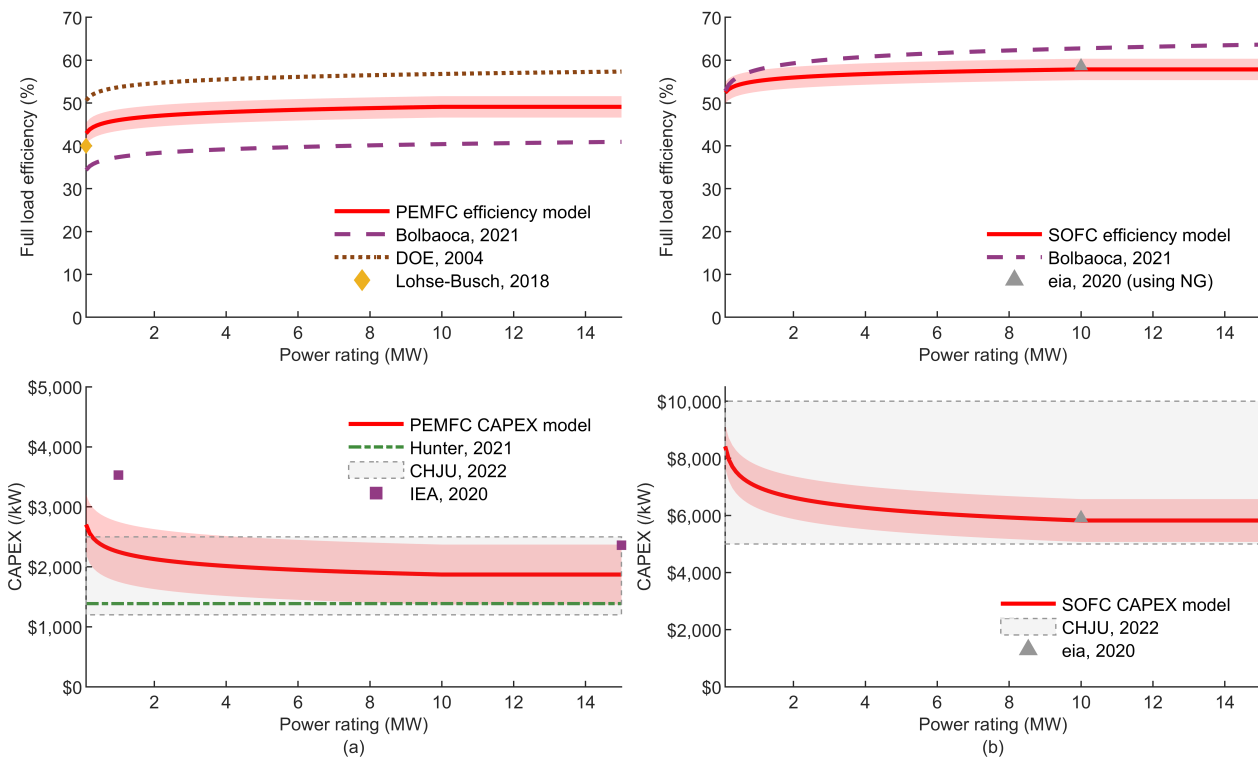 70
60
50
40
30
20
10
0
Full load efficiency (%)
PEMFC efficiency model
Bolbaoca, 2021
DOE, 2004
Lohse-Busch, 2018
2 4 6 8 10 12 14
Power rating (MW)
70
60
50
40
30
20
10
0
Full load efficiency (%)
SOFC efficiency model
Bolbaoca, 2021
eia, 2020 (using NG)
2 4 6 8 10 12 14
Power rating (MW)
$5,000
$4,000
$3,000
$2,000
$1,000
$0
CAPEX (/kW)
PEMFC CAPEX model
Hunter, 2021
CHJU, 2022
IEA, 2020
2 4 6 8 10 12 14
Power rating (MW)
(a)
$10,000
$8,000
$6,000
$4,000
$2,000
$0
CAPEX (/kW)
SOFC CAPEX model
CHJU, 2022
eia, 2020
2 4 6 8 10 12 14
Power rating (MW)
(b)